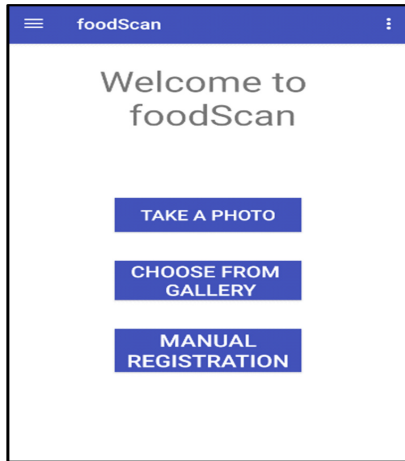 foodScan
Welcome to
foodScan
TAKE A PHOTO
CHOOSE FROM
GALLERY
MANUAL
REGISTRATION